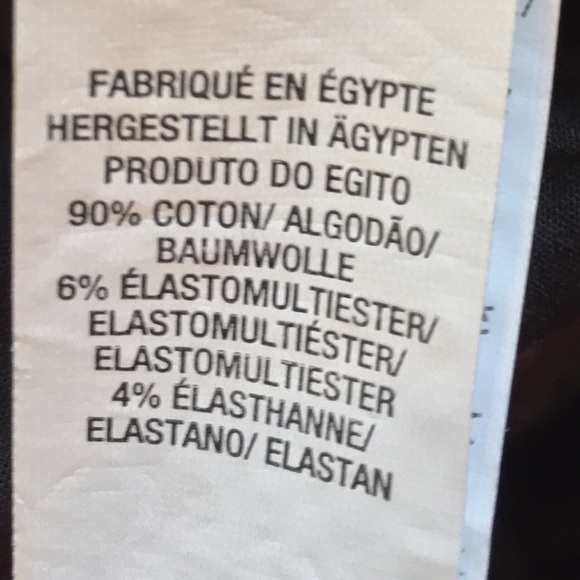 FABRIQUÉ EN ÉGYPTE
HERGESTELLT IN ÄGYPTEN
PRODUTO DO EGITO
90% COTON/ ALGODÃO/
BAUMWOLLE
6% ÉLASTOMULTIESTER/
ELASTOMULTIÉSTER/
ELASTOMULTIESTER
4% ÉLASTHANNE/
ELASTANO/ ELASTAN